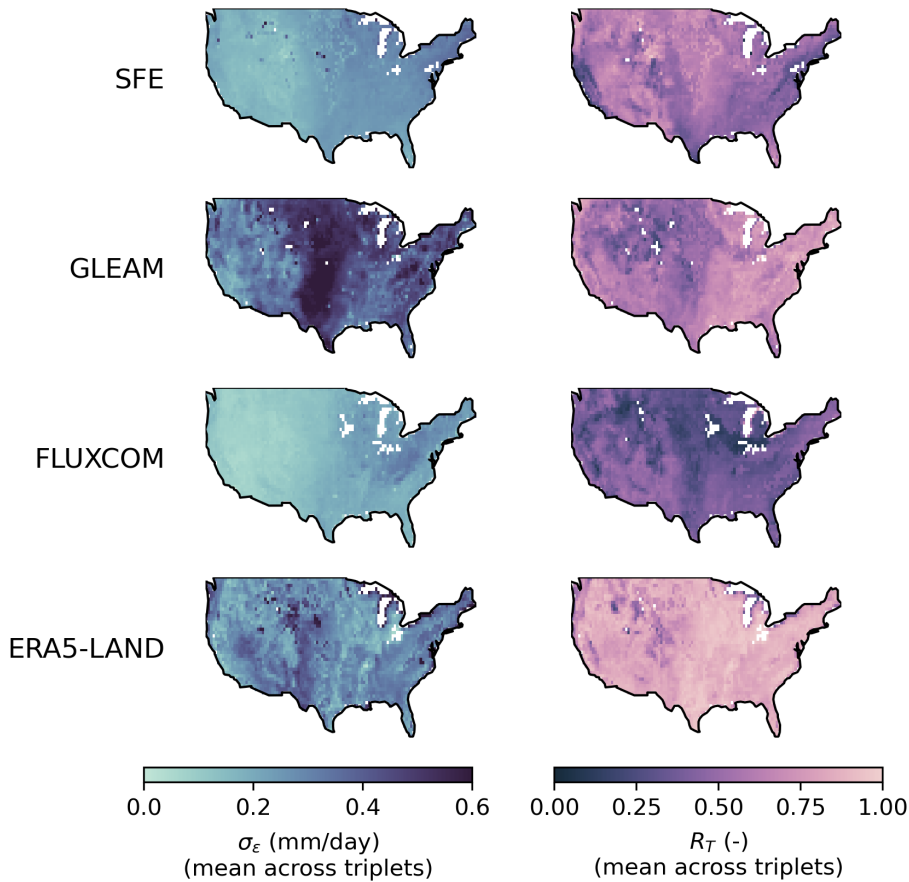 SFE
GLEAM
FLUXCOM
ERA5-LAND
0.0 0.2 0.4 0.6
σε (mm/day)
(mean across triplets)
0.00 0.25 0.50 0.75 1.00
RT (-)
(mean across triplets)